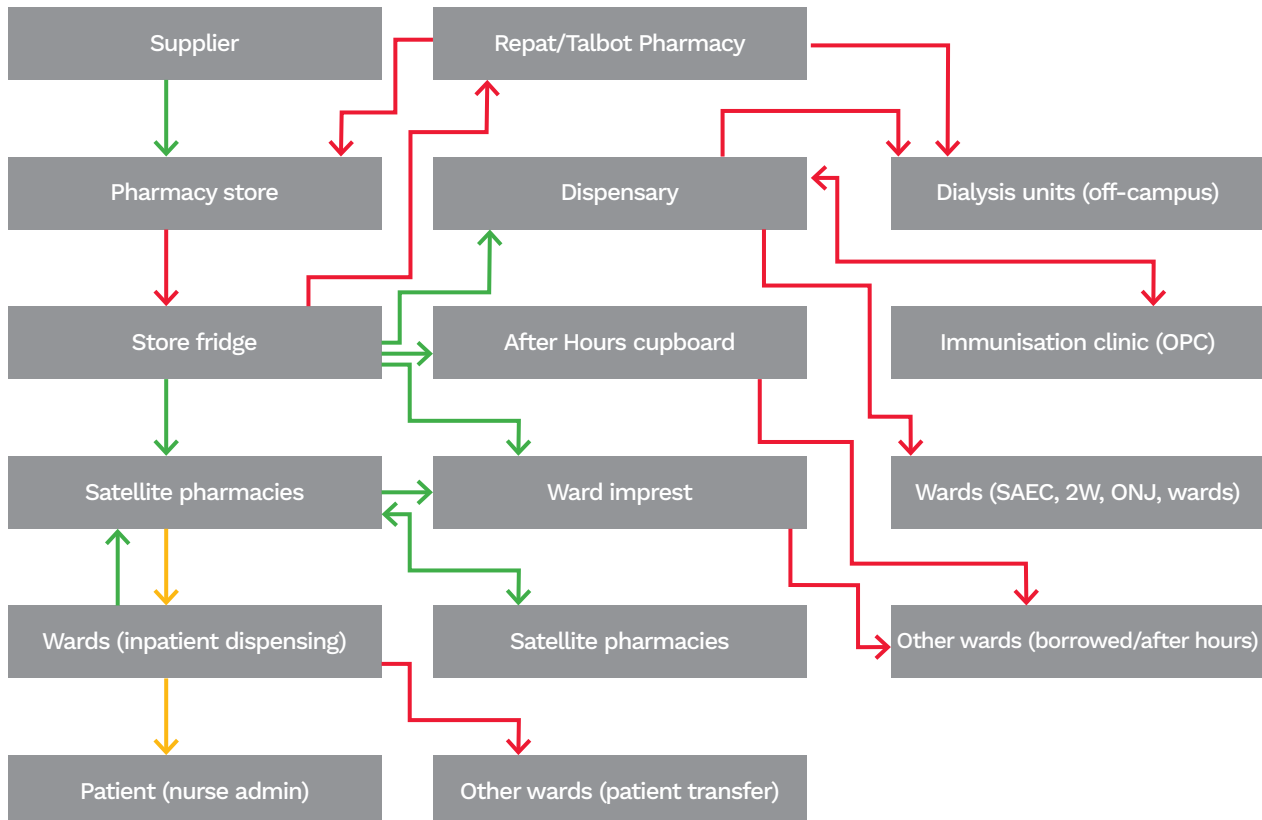 Supplier
Repat/Talbot Pharmacy
Pharmacy store
Dispensary
Dialysis units (off-campus)
Store fridge
After Hours cupboard
Immunisation clinic (OPC)
Satellite pharmacies
Ward imprest
Wards (SAEC, 2W, ONJ, wards)
Wards (inpatient dispensing)
Satellite pharmacies
Other wards (borrowed/after hours)
Patient (nurse admin)
Other wards (patient transfer)